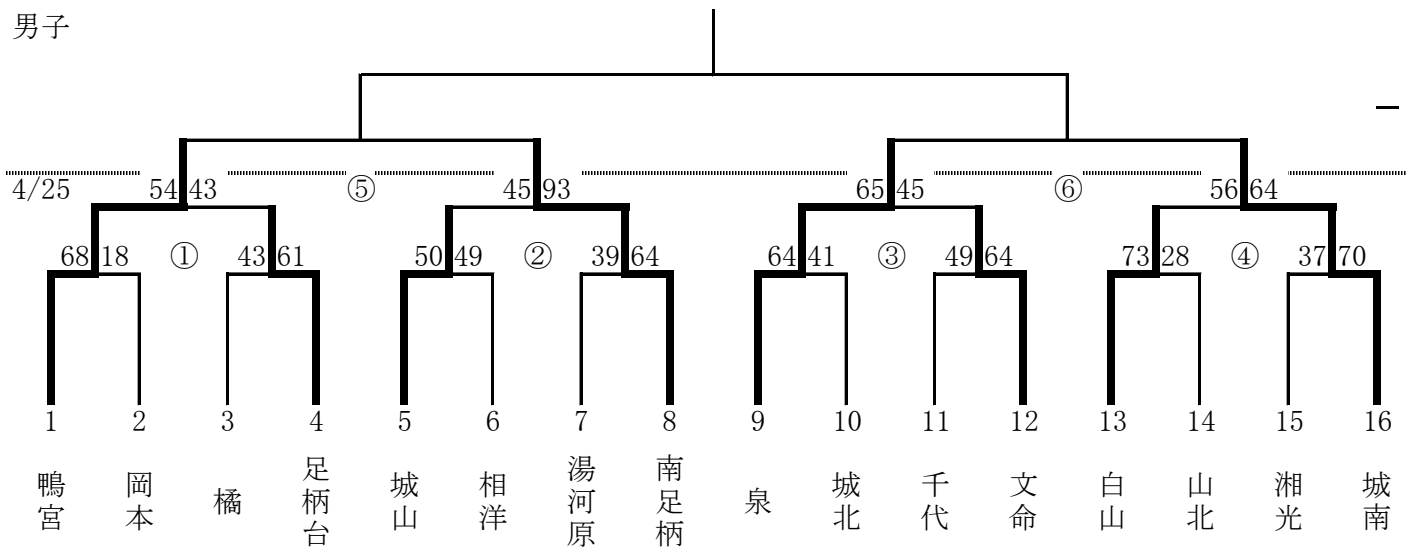 男子
4/25 54 43 ⑤ 45 93 65 45 ⑥ 56 64
68 18 ① 43 61 50 49 ② 39 64 64 41 ③ 49 64 73 28 ④ 37 70
1 2 3 4 5 6 7 8 9 10 11 12 13 14 15 16
鴨宮 岡本 橘 足柄台 城山 相洋 湯河原 南足柄 泉 城北 千代 文命 白山 山北 湘光 城南